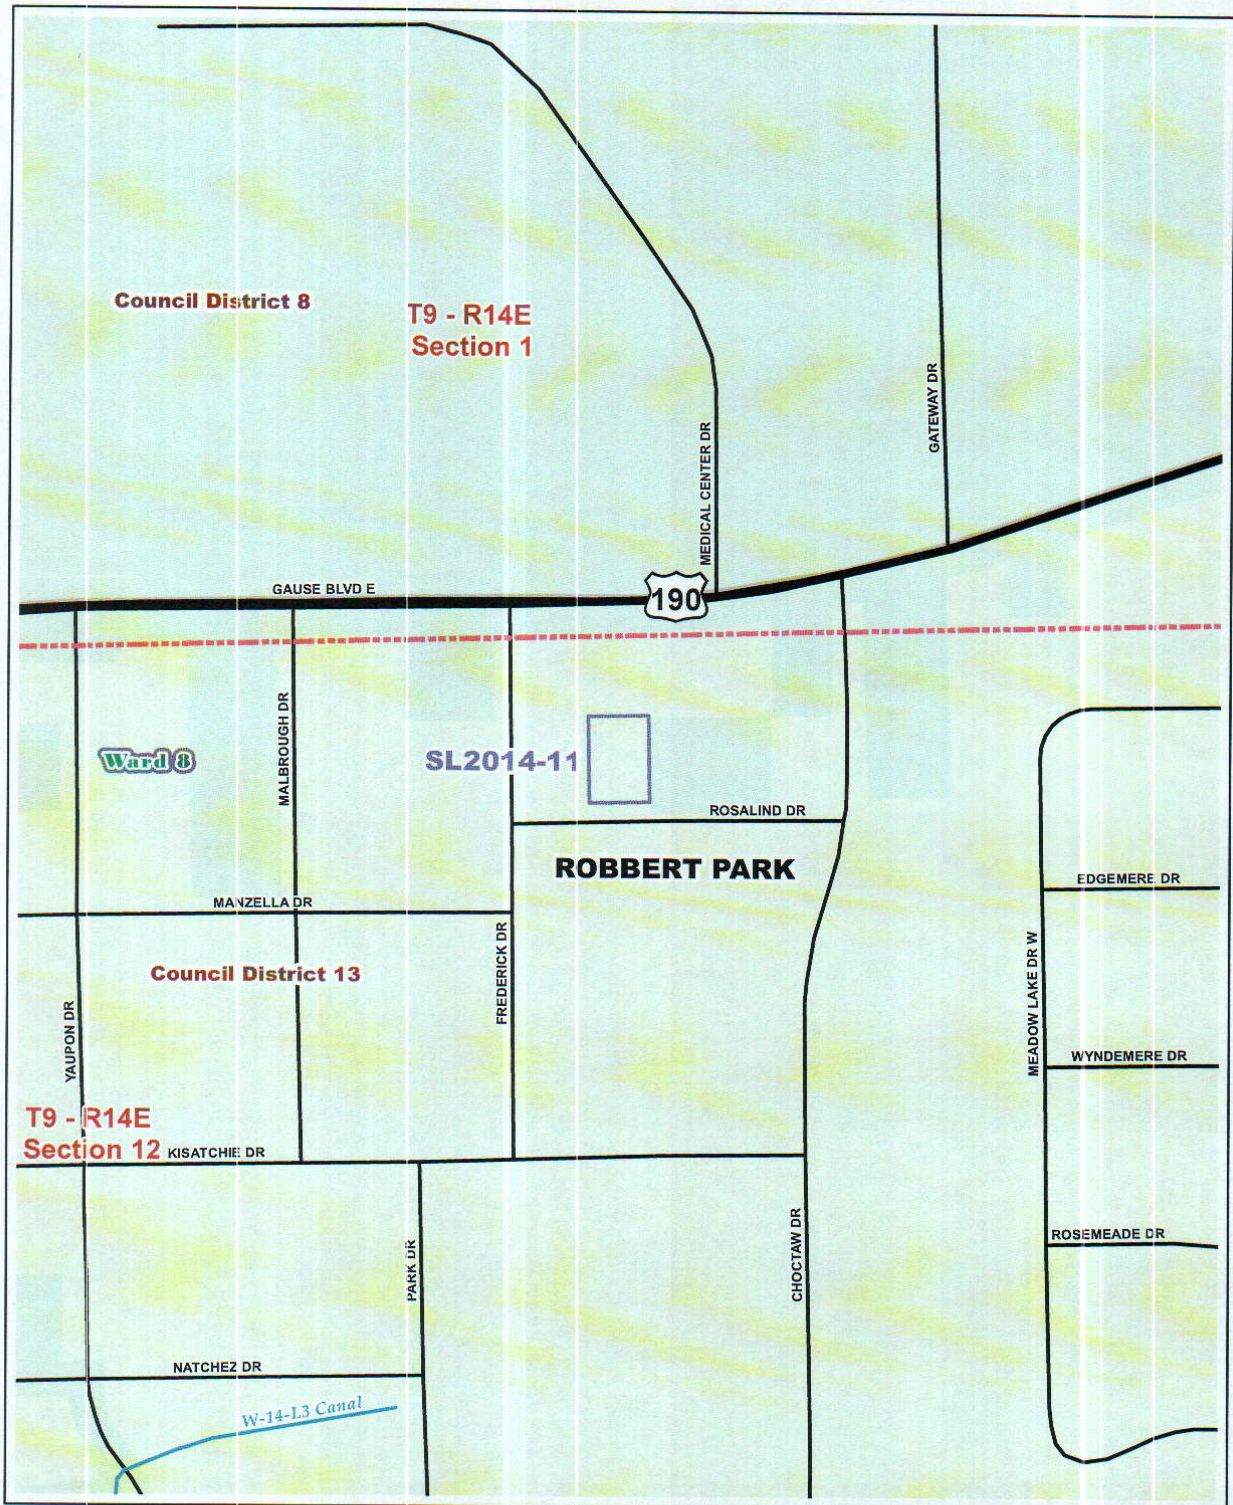 Council District 8
T9 - R14E
Section 1
MEDICAL CENTER DR
GATEWAY DR
GAUSE BLVD E
190
MALBROUGH DR
Ward 8
SL2014-11
ROSALIND DR
ROBBERT PARK
EDGEMERE DR
MANZELLA DR
FREDERICK DR
MEADOW LAKE DR W
Council District 13
YAUPON DR
WYNDEMERE DR
T9 - R14E
Section 12
KISATCHIE DR
PARK DR
CHOCTAW DR
ROSEMEADE DR
NATCHEZ DR
W-14-L3 Canal